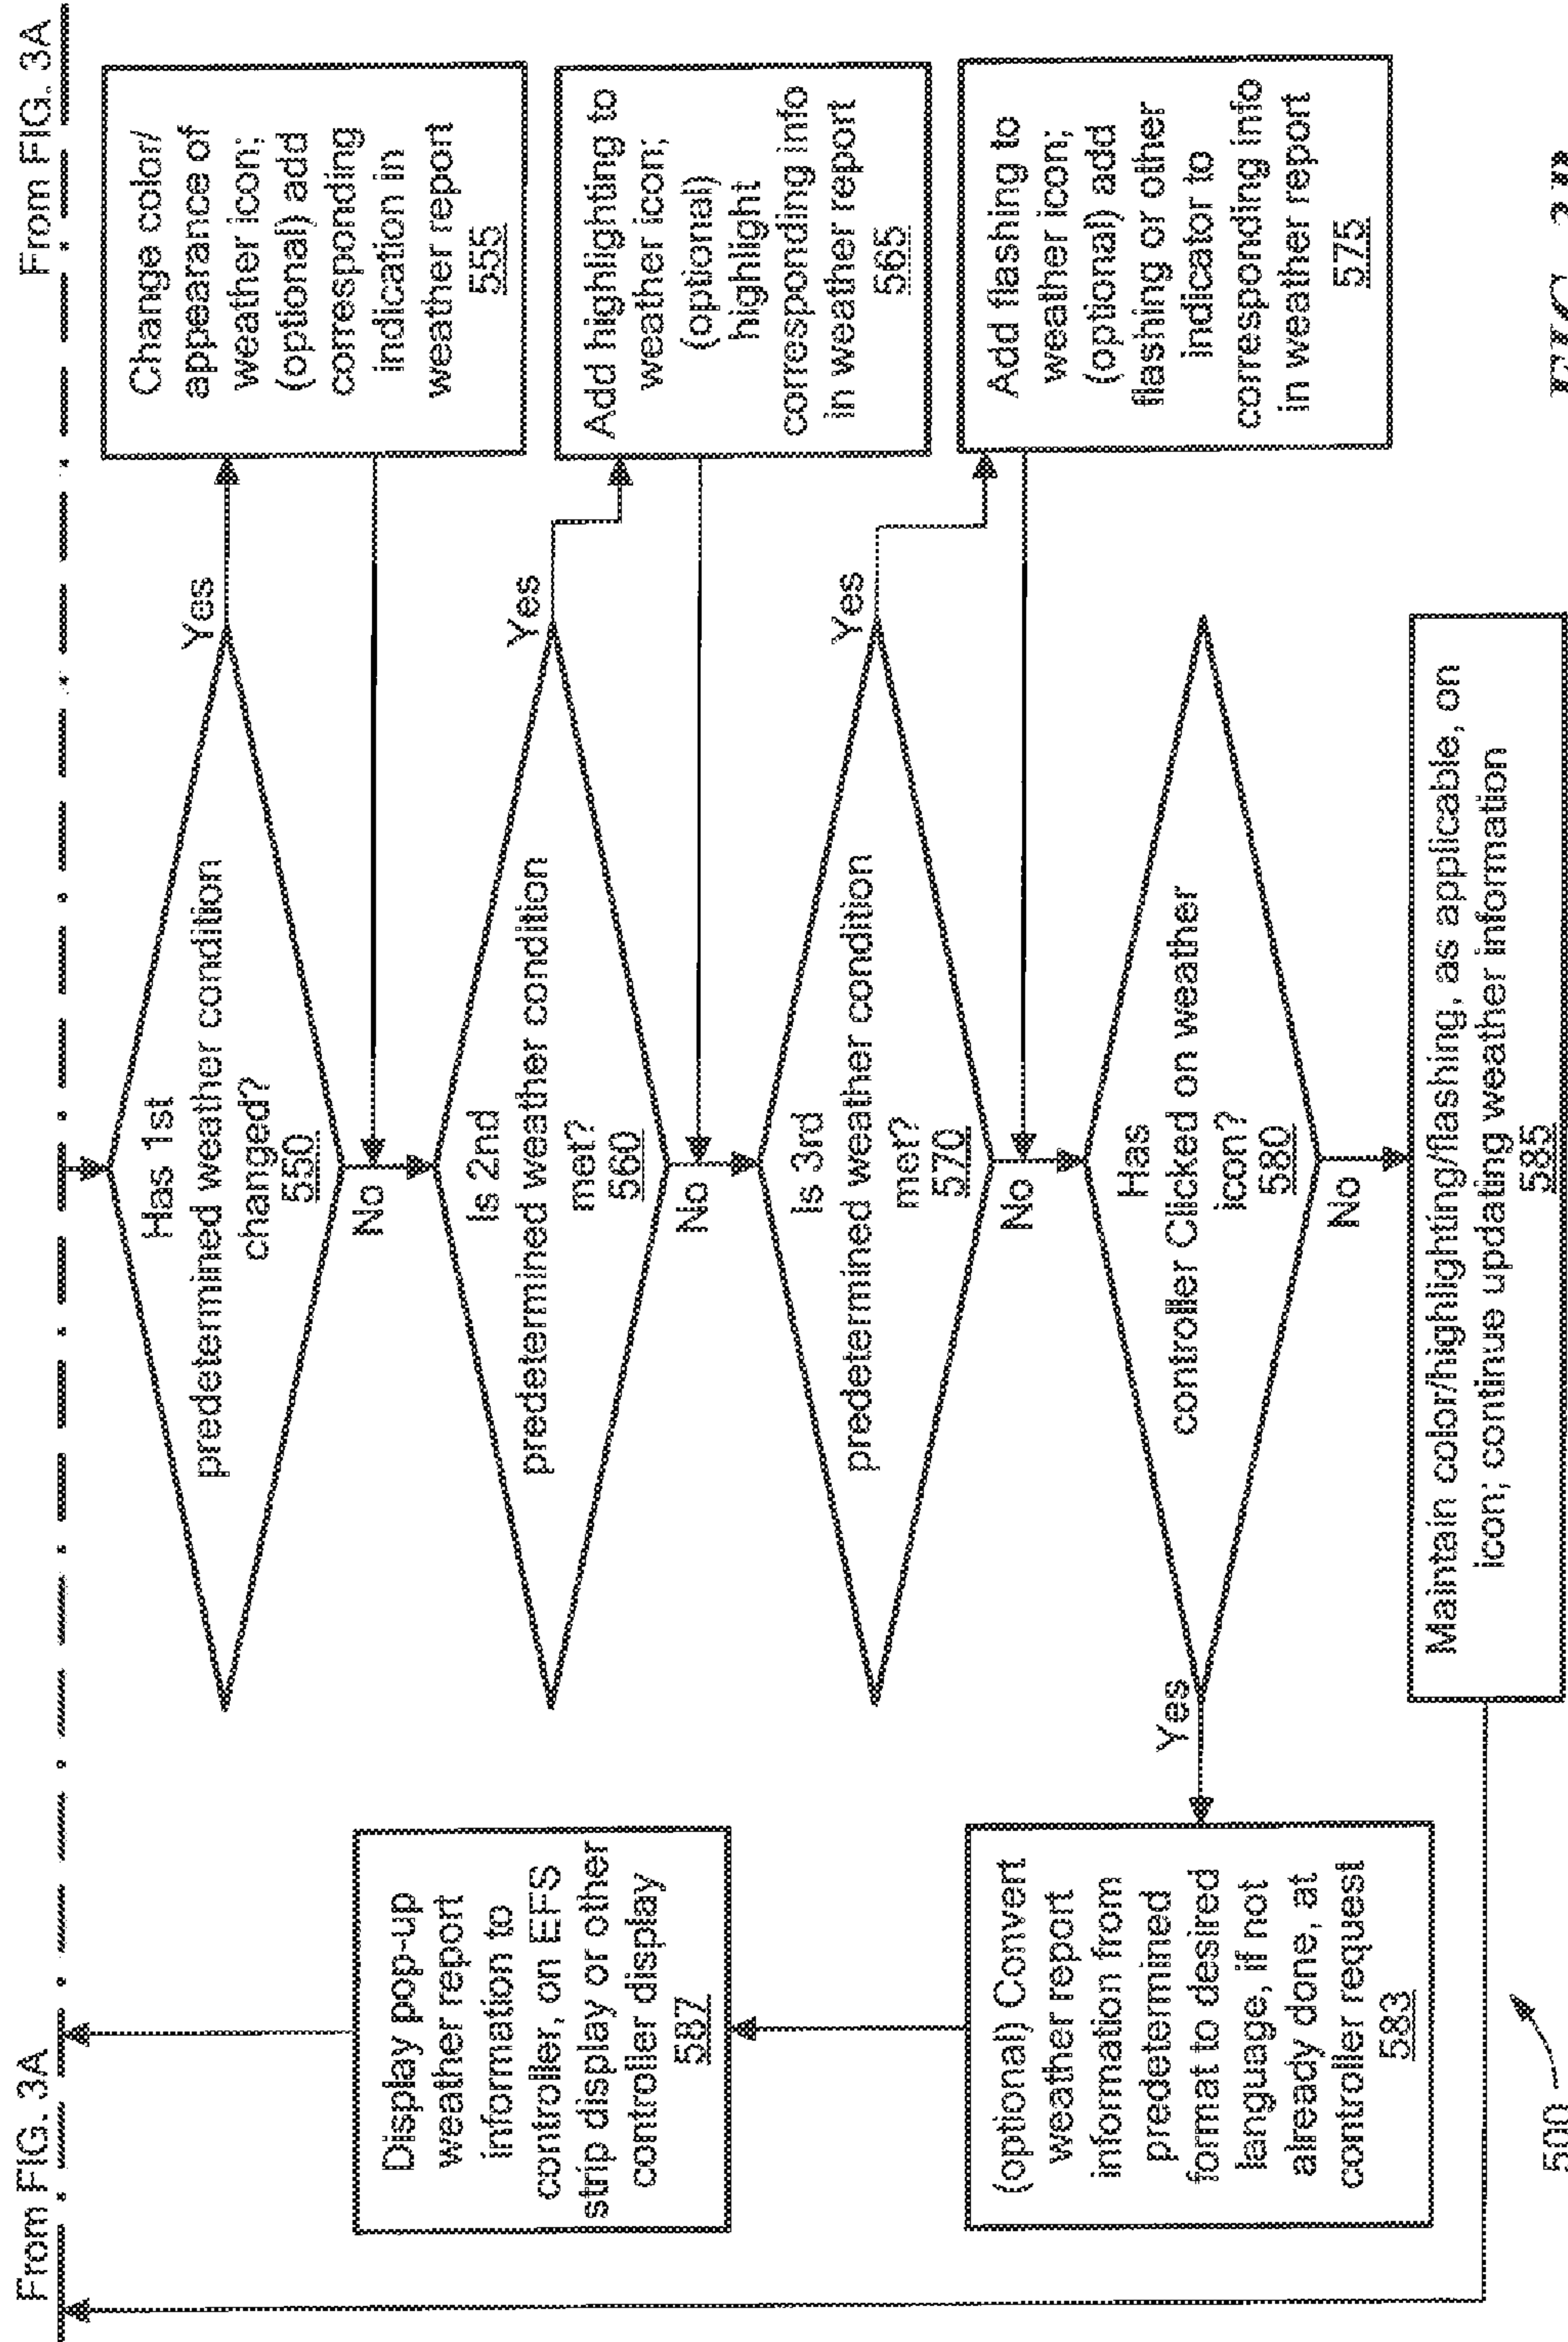 From FIG. 3A
From FIG. 3A
Has 1st
predetermined weather condition
changed?
550
Yes
No
Change color/
appearance of
weather icon;
(optional) add
corresponding
indication in
weather report
555
Is 2nd
predetermined weather condition
met?
560
Yes
No
Add highlighting to
weather icon;
(optional)
highlight
corresponding info
in weather report
565
Is 3rd
predetermined weather condition
met?
570
Yes
No
Add flashing to
weather icon;
(optional) add
flashing or other
indicator to
corresponding info
in weather report
575
Has
controller Clicked on weather
icon?
580
Yes
No
Display pop-up
weather report
information to
controller, on EFS
strip display or other
controller display
587
(optional) Convert
weather report
information from
predetermined
format to desired
language, if not
already done, at
controller request
583
Maintain color/highlighting/flashing, as applicable, on
icon; continue updating weather information
585
500